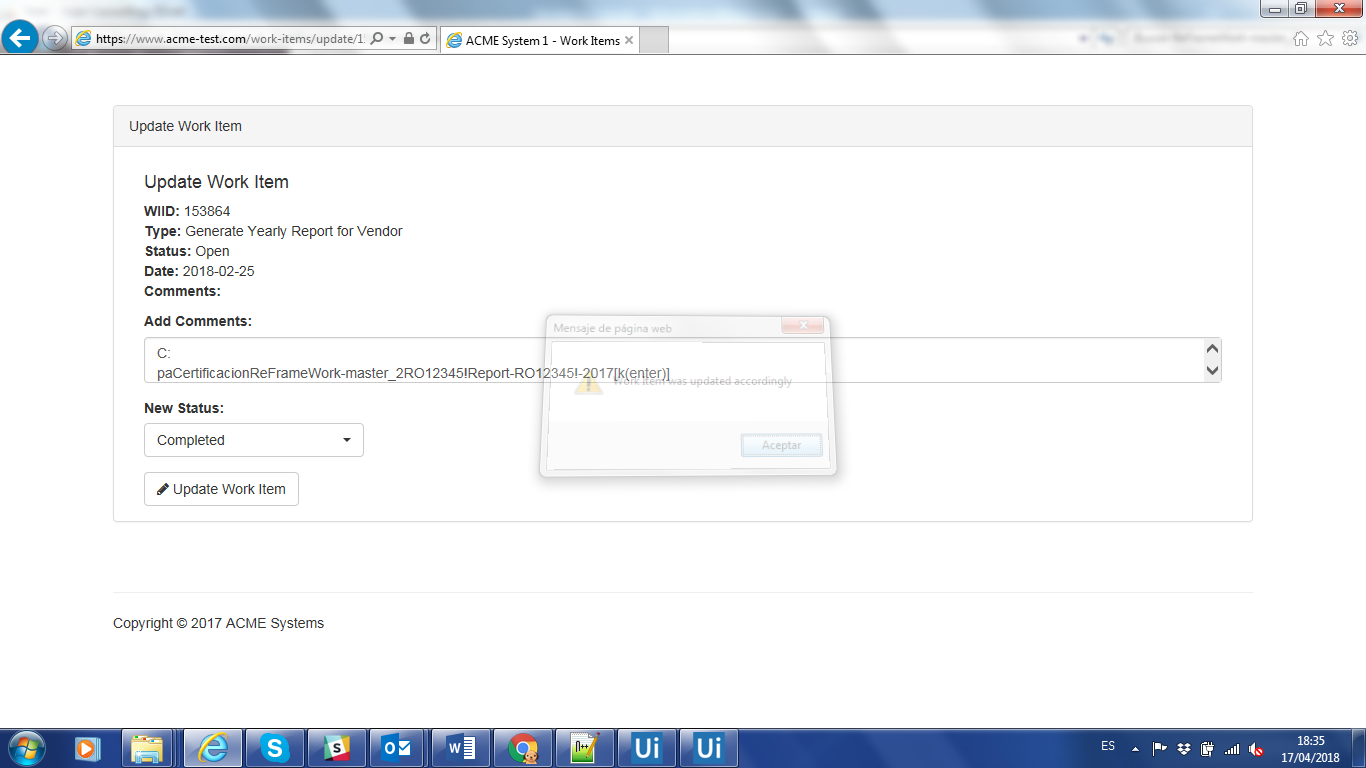 https://www.acme-test.com/work-items/update/1
ACME System 1 - Work Items
Update Work Item
Update Work Item
WIID: 153864
Type: Generate Yearly Report for Vendor
Status: Open
Date: 2018-02-25
Comments:
Add Comments:
C:
paCertificacionReFrameWork-master_2RO12345!Report-RO12345!-2017[k(enter)]
Mensaje de página web
Work Item was updated accordingly
Aceptar
New Status:
Completed
Update Work Item
Copyright © 2017 ACME Systems
ES
18:35
17/04/2018